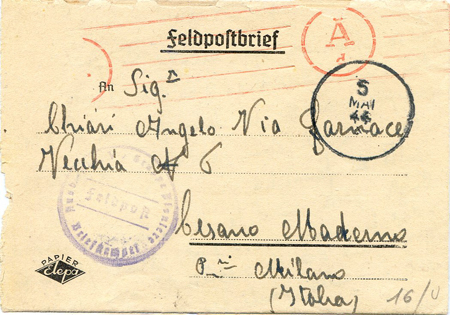 Feldpostbrief
A
d
5
MAI
44
An Sig.r
Chiari Angelo Via Fornace
Vecchia N 6
Feldpost
Cesano Maderno
P. Milano
(Italia)
16/V
PAPIER
Elepa